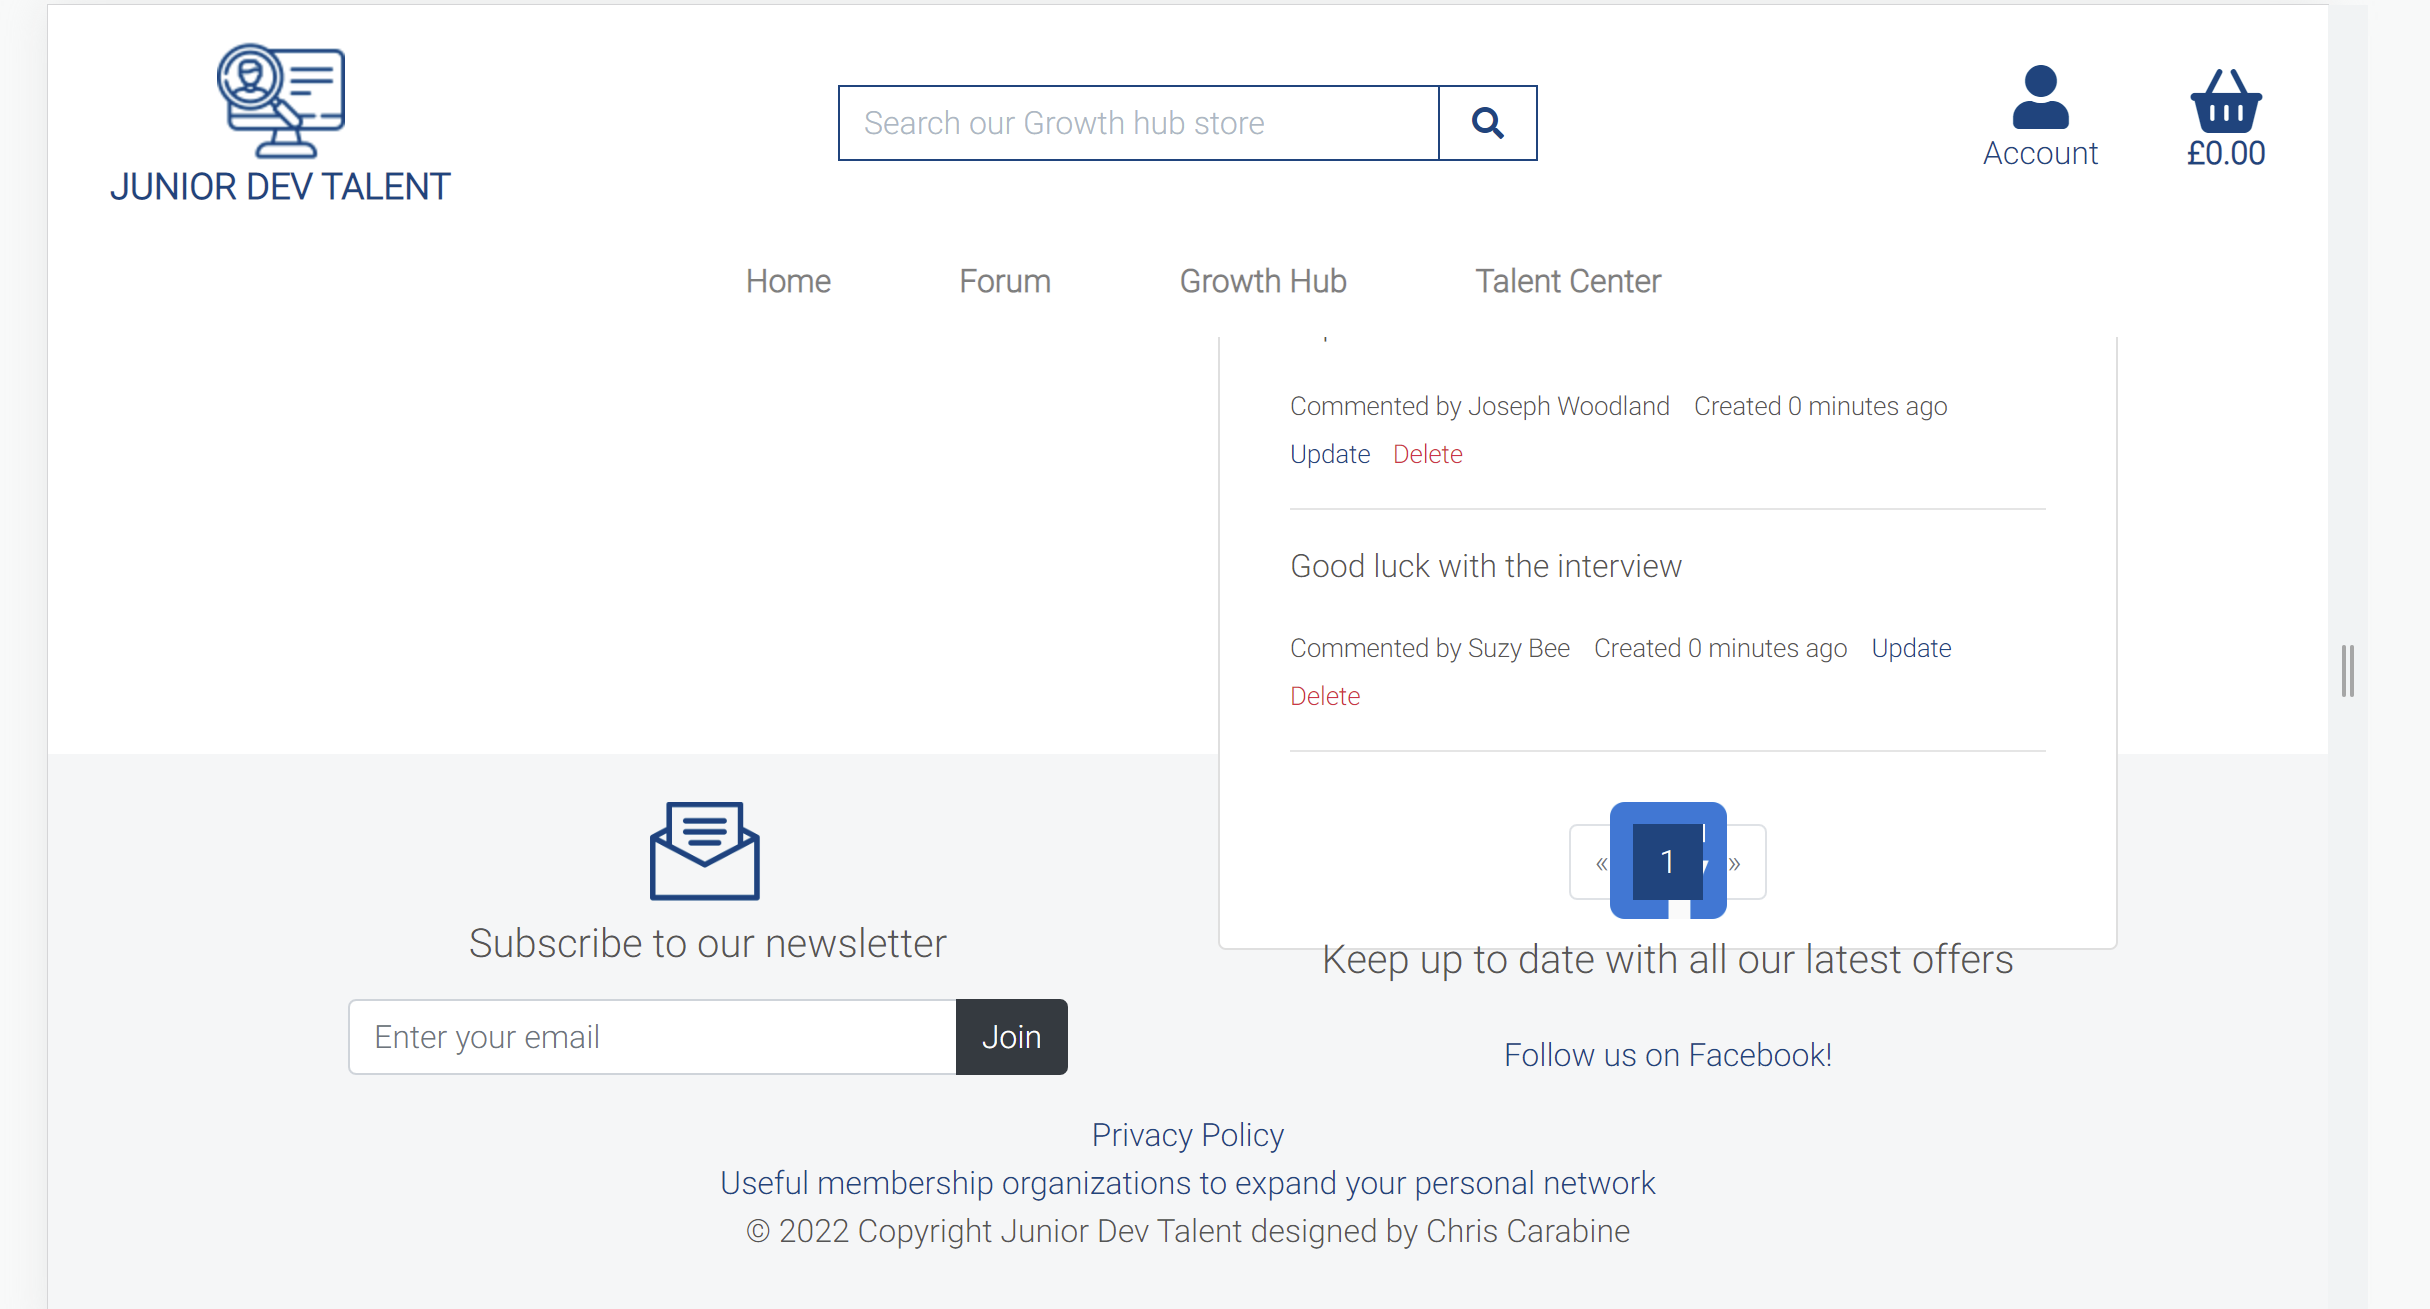 JUNIOR DEV TALENT
Search our Growth hub store
Account
£0.00
Home Forum Growth Hub Talent Center
Commented by Joseph Woodland Created 0 minutes ago
Update Delete
Good luck with the interview
Commented by Suzy Bee Created 0 minutes ago Update
Delete
« 1 »
Subscribe to our newsletter
Enter your email Join
Keep up to date with all our latest offers
Follow us on Facebook!
Privacy Policy
Useful membership organizations to expand your personal network
© 2022 Copyright Junior Dev Talent designed by Chris Carabine